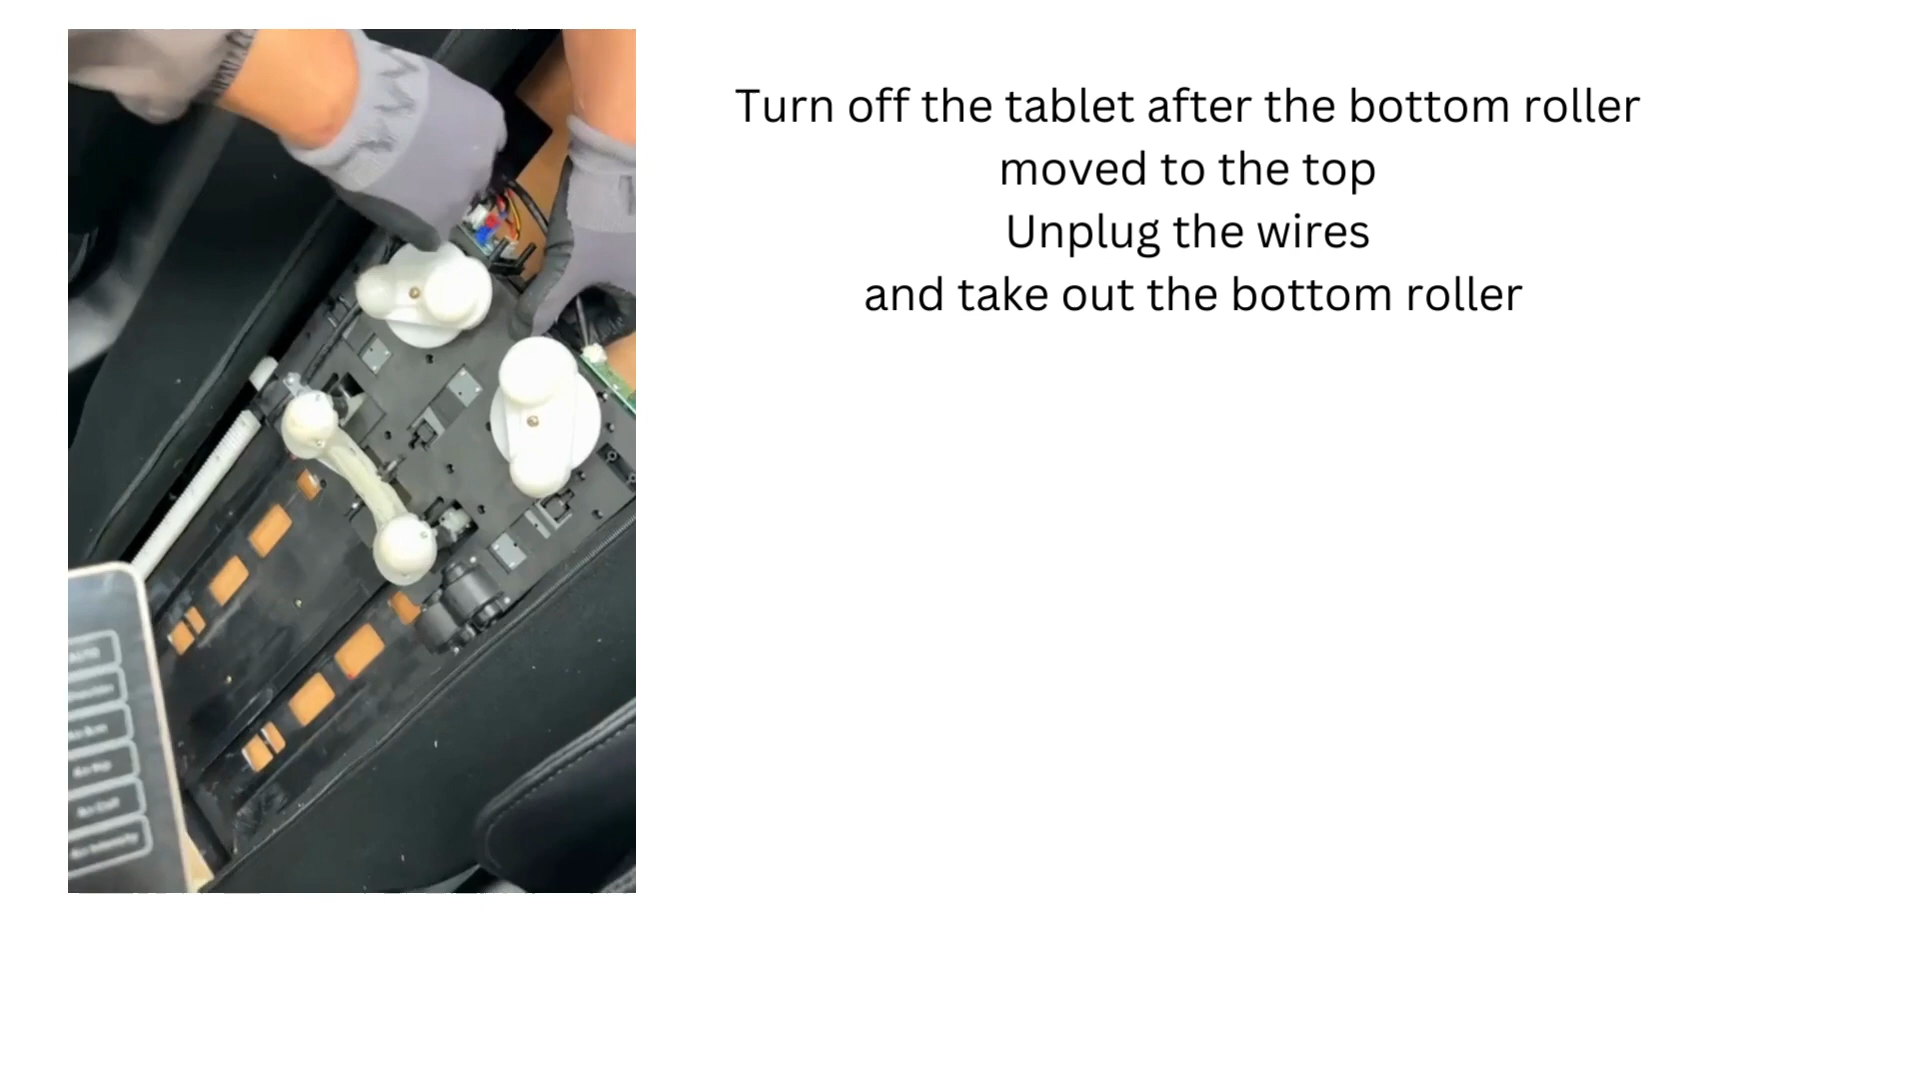 Turn off the tablet after the bottom roller
moved to the top
Unplug the wires
and take out the bottom roller